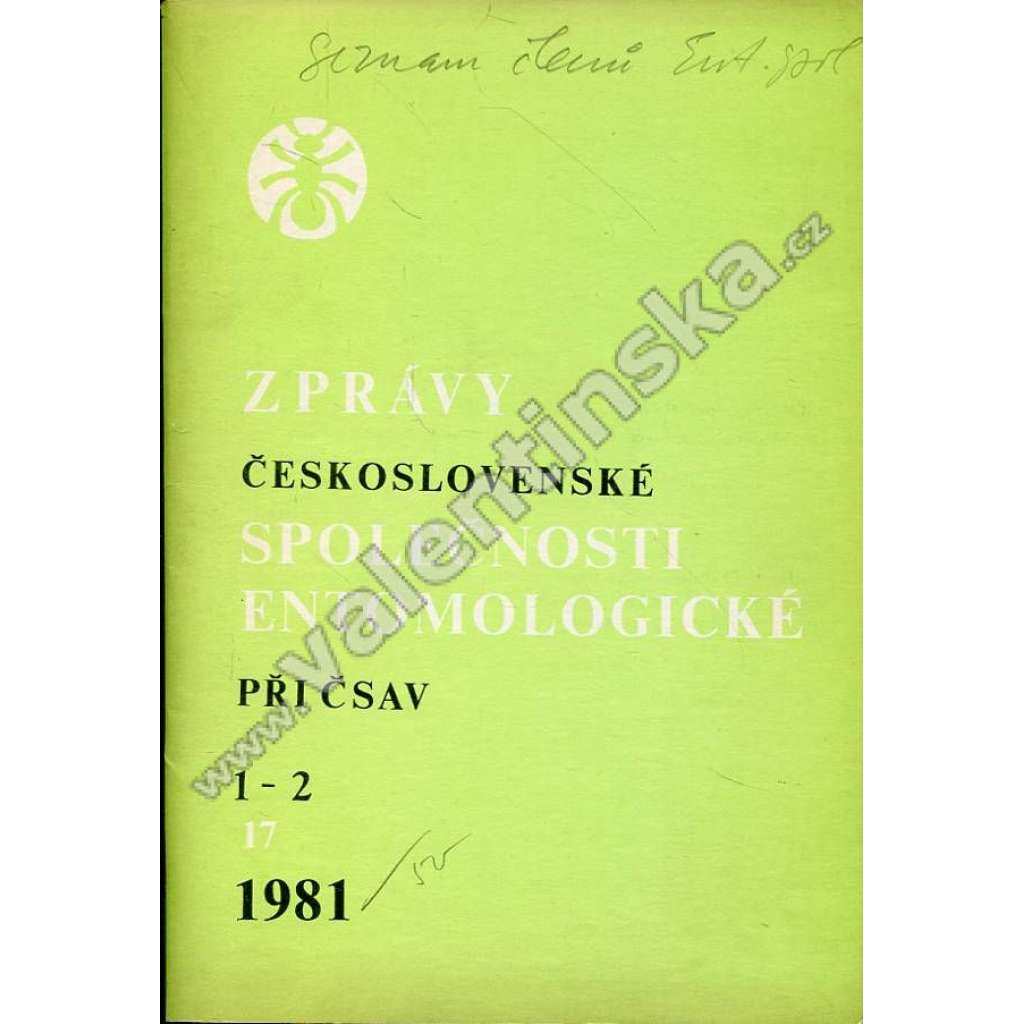 seznam členů Ent. spol
ZPRÁVY
ČESKOSLOVENSKÉ
SPOLEČNOSTI
ENTOMOLOGICKÉ
PŘI ČSAV
1-2
17
1981
www.valentinska.cz